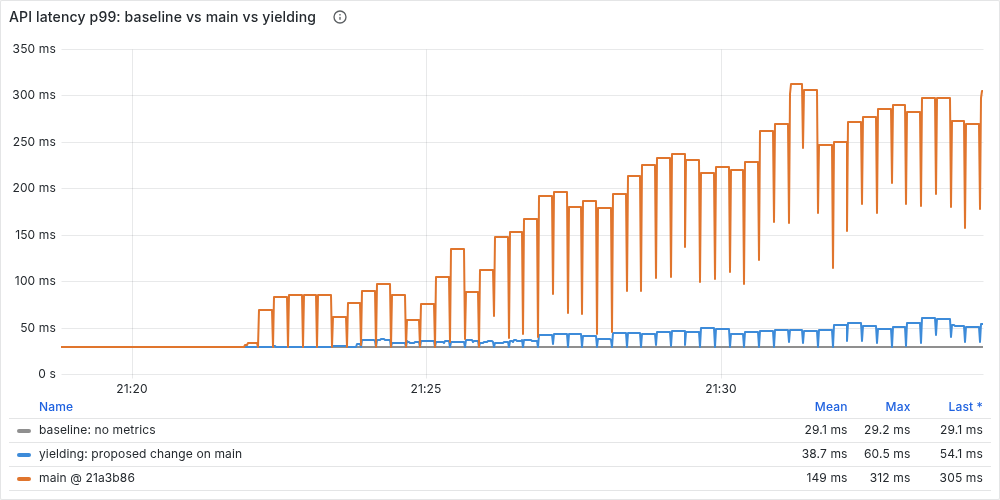 API latency p99: baseline vs main vs yielding
350 ms
300 ms
250 ms
200 ms
150 ms
100 ms
50 ms
0 s
21:20 21:25 21:30
Name Mean Max Last *
baseline: no metrics 29.1 ms 29.2 ms 29.1 ms
yielding: proposed change on main 38.7 ms 60.5 ms 54.1 ms
main @ 21a3b86 149 ms 312 ms 305 ms